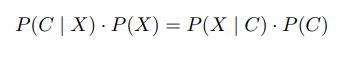 P(C | X) · P(X) = P(X | C) · P(C)